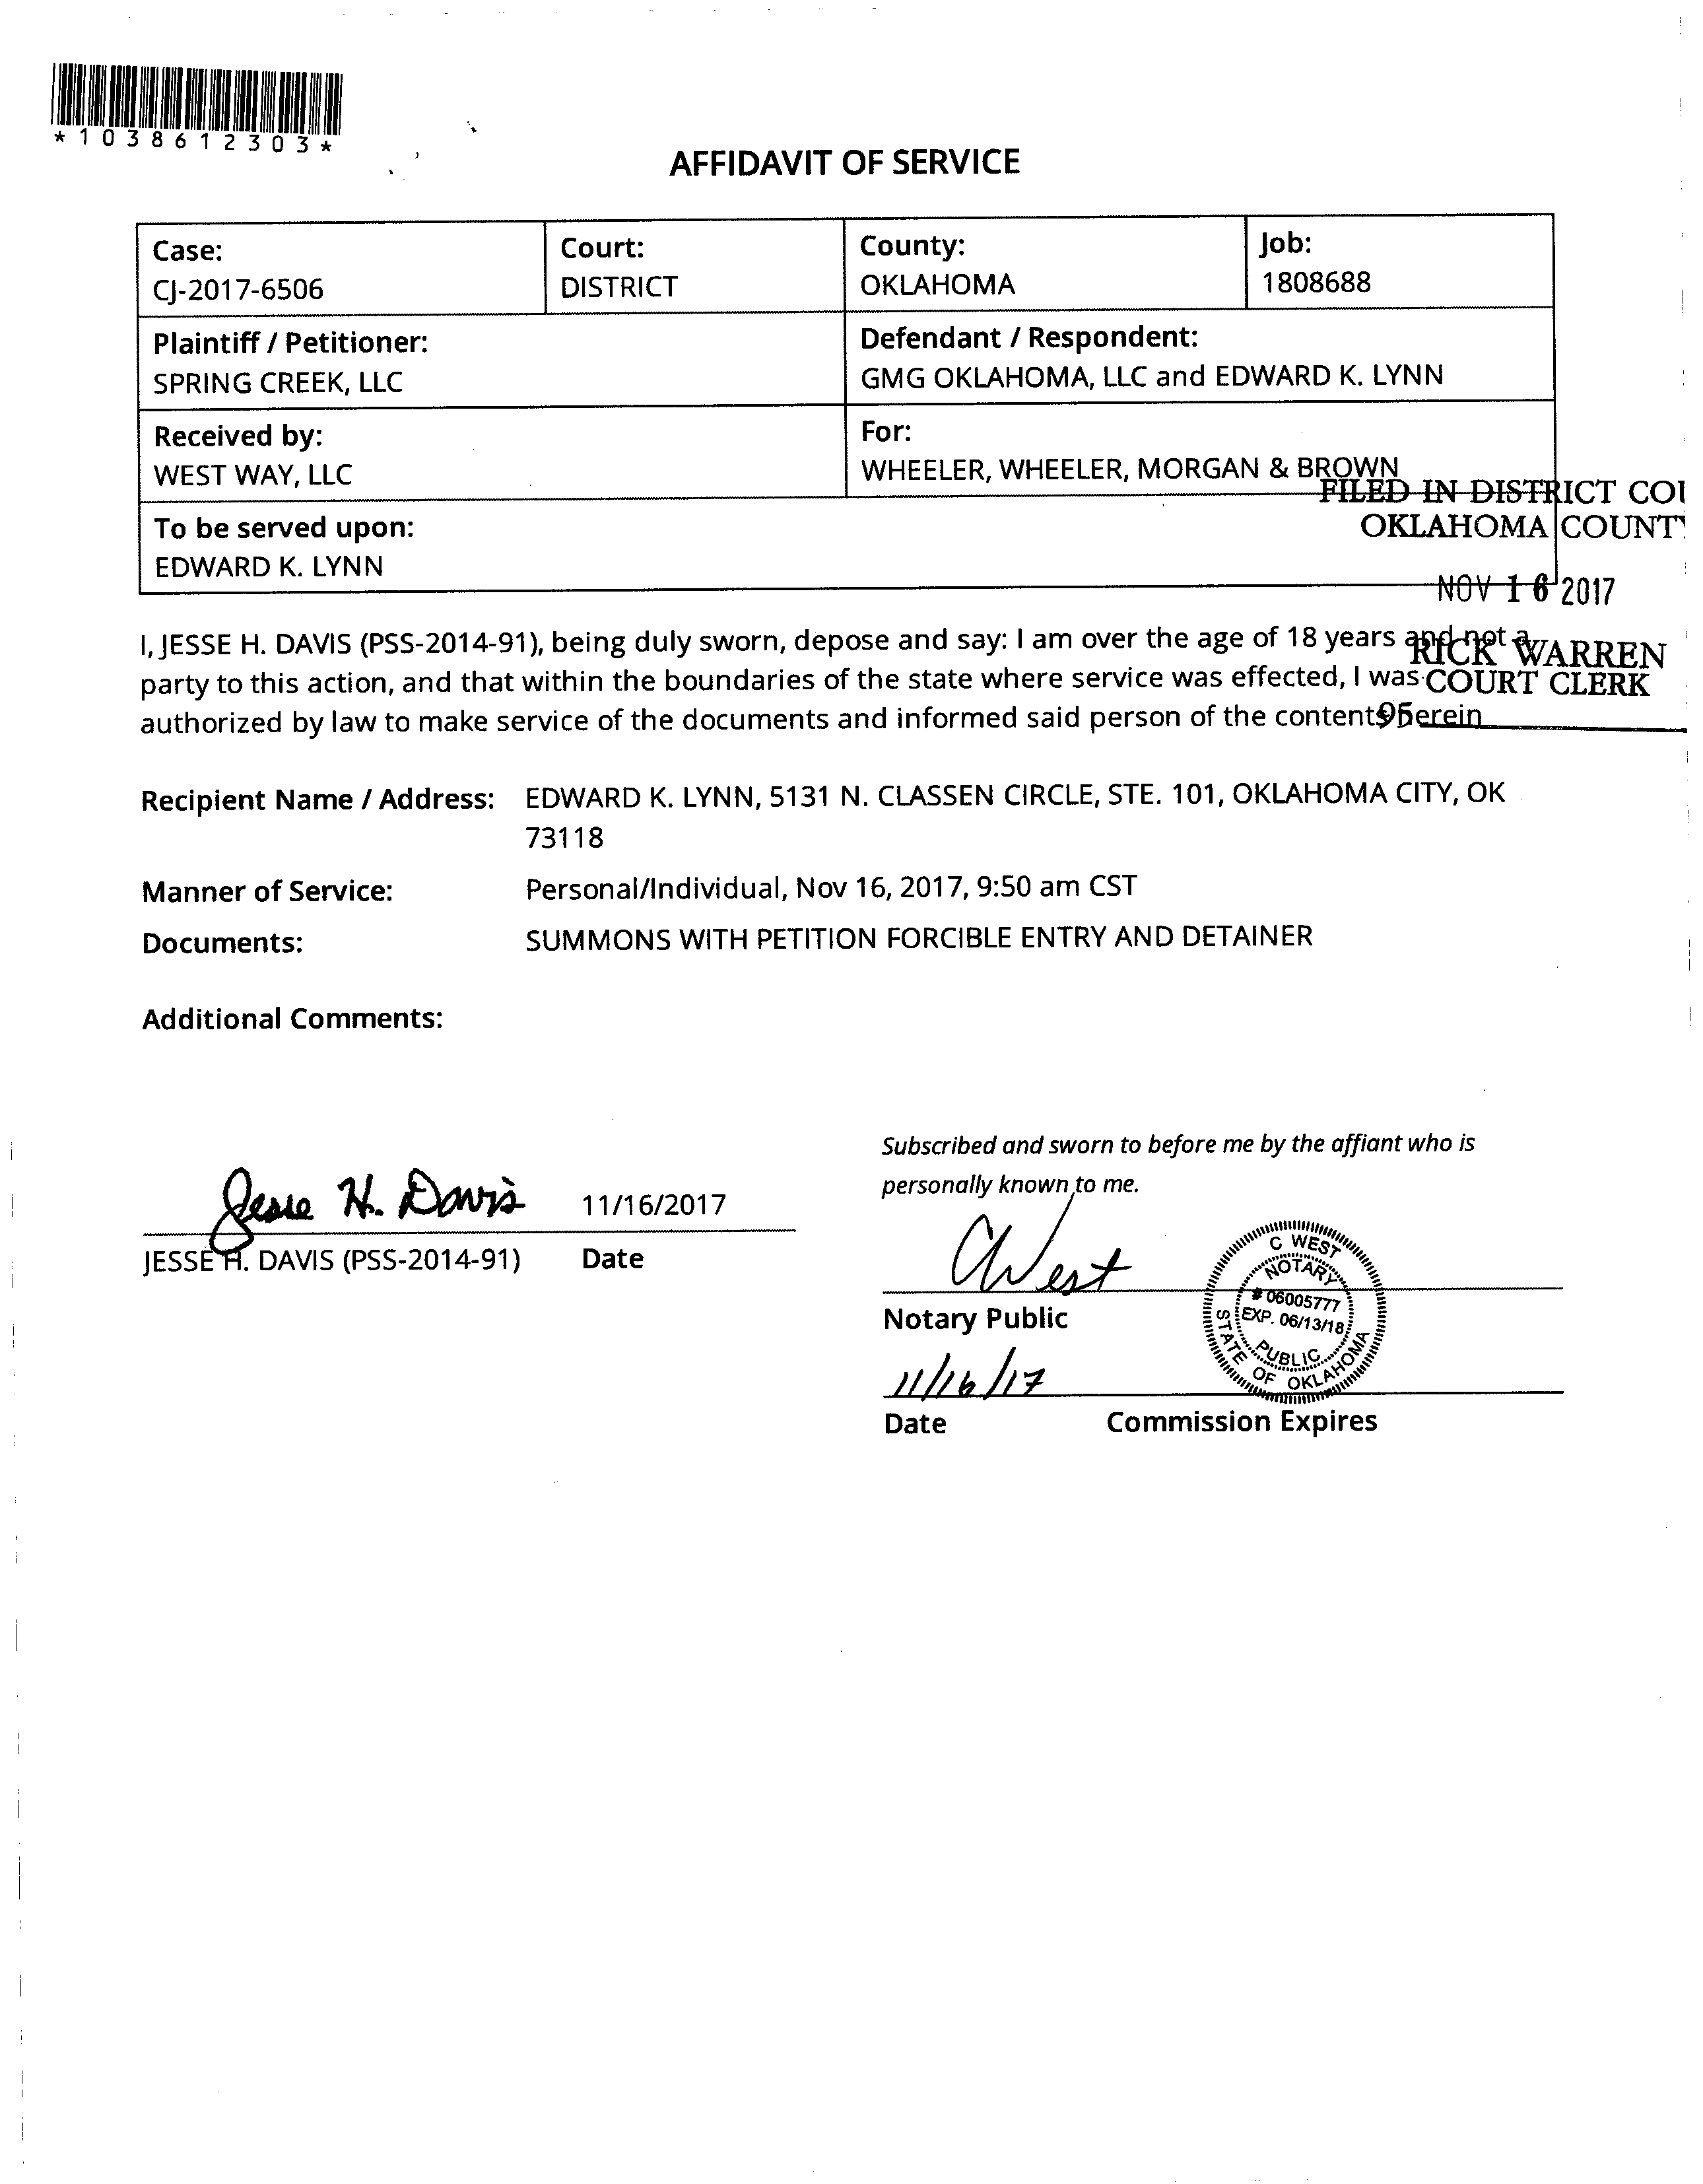 *1038612303*
AFFIDAVIT OF SERVICE
Case:
CJ-2017-6506
Court:
DISTRICT
County:
OKLAHOMA
Job:
1808688
Plaintiff / Petitioner:
SPRING CREEK, LLC
Defendant / Respondent:
GMG OKLAHOMA, LLC and EDWARD K. LYNN
Received by:
WEST WAY, LLC
For:
WHEELER, WHEELER, MORGAN & BROWN
To be served upon:
EDWARD K. LYNN
FILED IN DISTRICT COU
OKLAHOMA COUNTY
NOV 16 2017
RICK WARREN
COURT CLERK
95
I, JESSE H. DAVIS (PSS-2014-91), being duly sworn, depose and say: I am over the age of 18 years and not a
party to this action, and that within the boundaries of the state where service was effected, I was
authorized by law to make service of the documents and informed said person of the contents herein
Recipient Name / Address: EDWARD K. LYNN, 5131 N. CLASSEN CIRCLE, STE. 101, OKLAHOMA CITY, OK
73118
Manner of Service: Personal/Individual, Nov 16, 2017, 9:50 am CST
Documents: SUMMONS WITH PETITION FORCIBLE ENTRY AND DETAINER
Additional Comments:
Jesse H. Davis 11/16/2017
JESSE H. DAVIS (PSS-2014-91) Date
Subscribed and sworn to before me by the affiant who is
personally known to me.
CWest
Notary Public
C WEST
NOTARY
# 06005777
EXP. 06/13/18
PUBLIC
STATE OF OKLAHOMA
11/16/17
Date Commission Expires